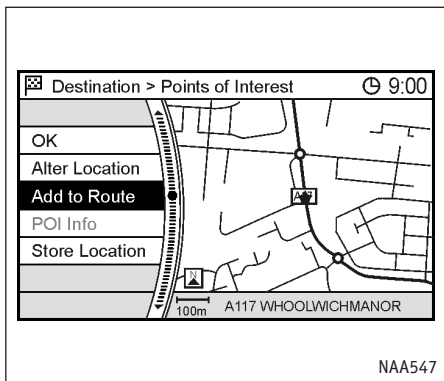 Destination > Points of Interest 9:00
OK
Alter Location
Add to Route
POI Info
Store Location
N
100m A117 WHOOLWICHMANOR
NAA547